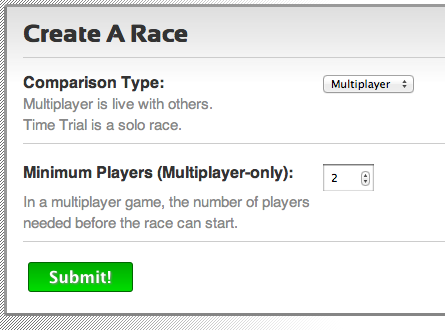 Create A Race
Comparison Type:
Multiplayer
Multiplayer is live with others.
Time Trial is a solo race.
Minimum Players (Multiplayer-only):
2
In a multiplayer game, the number of players
needed before the race can start.
Submit!